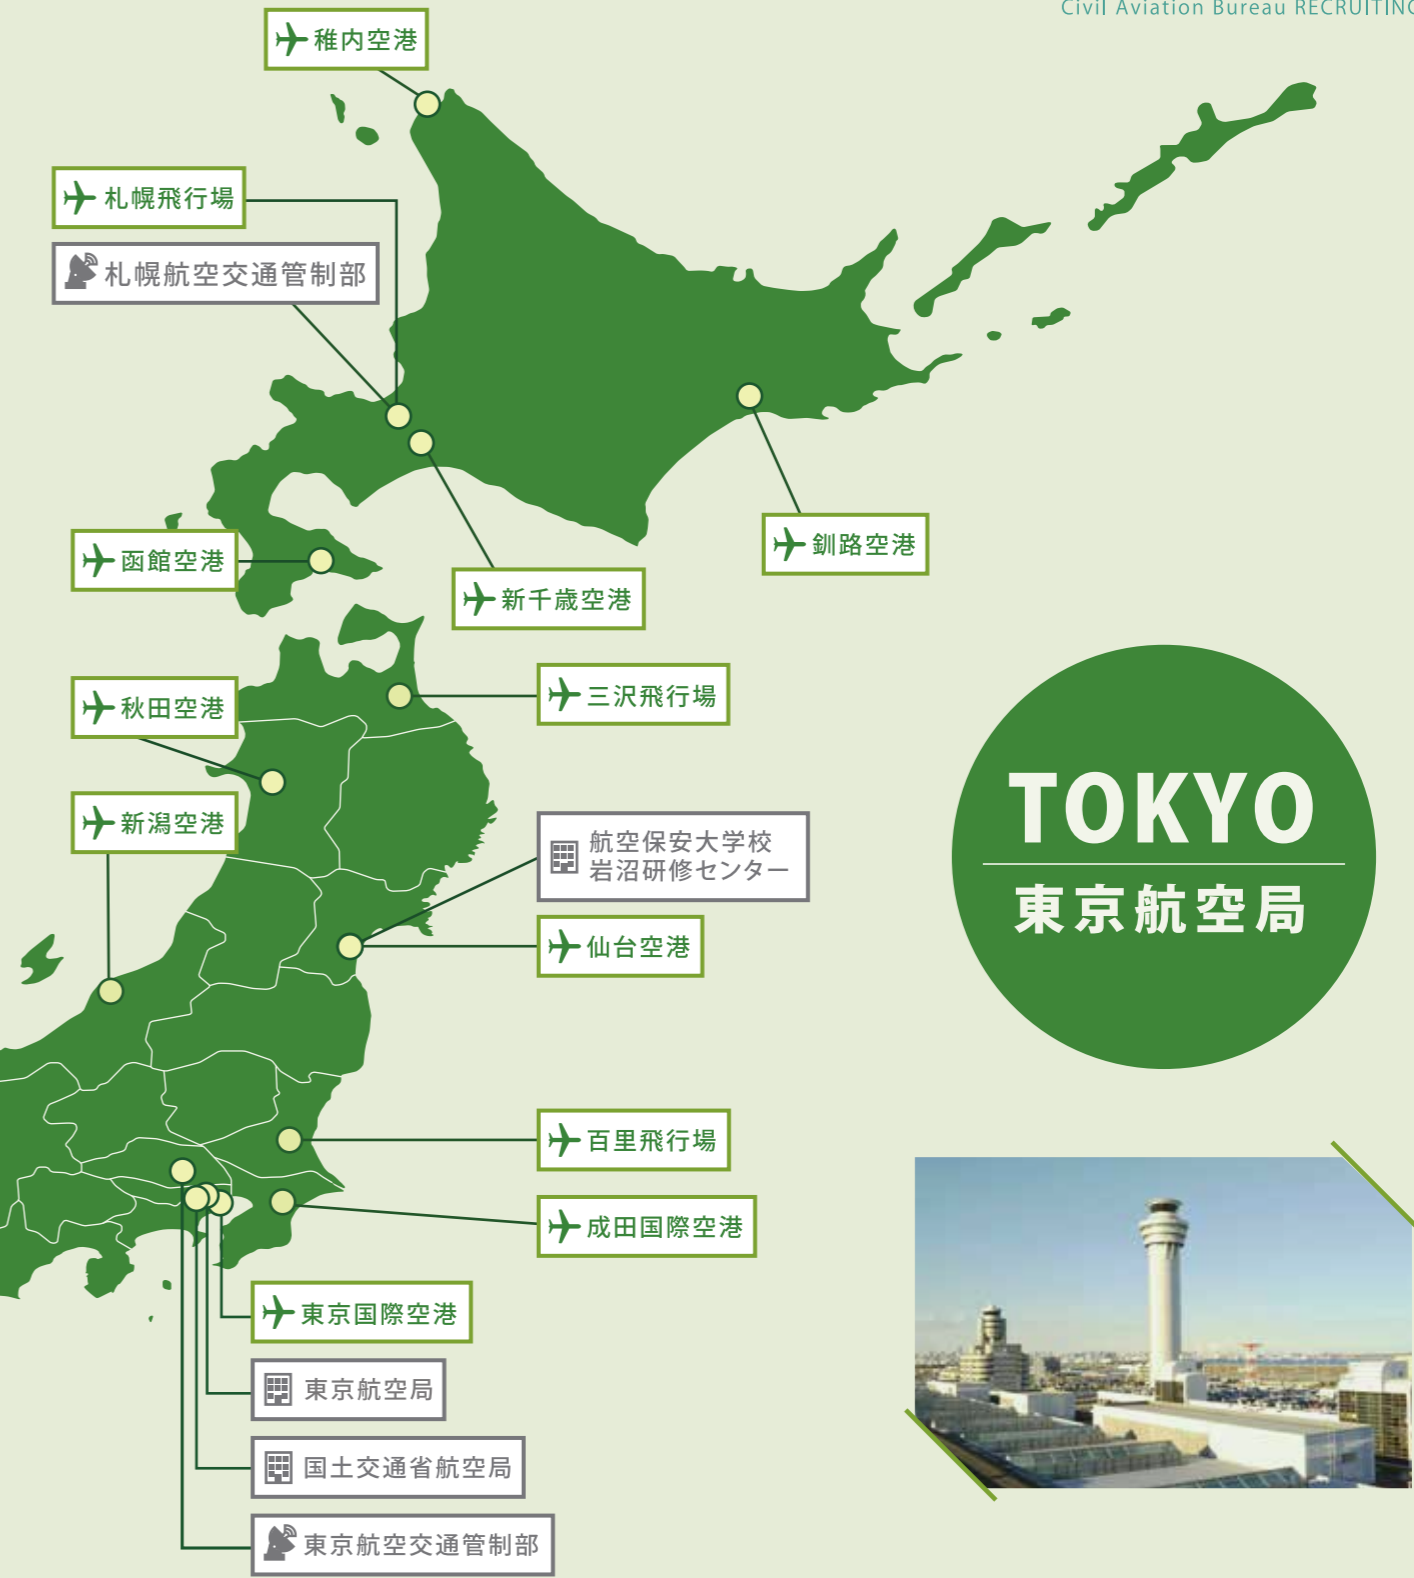 Civil Aviation Bureau RECRUITING
稚内空港
札幌飛行場
札幌航空交通管制部
函館空港
釧路空港
新千歳空港
三沢飛行場
秋田空港
新潟空港
航空保安大学校
岩沼研修センター
仙台空港
TOKYO
東京航空局
百里飛行場
成田国際空港
東京国際空港
東京航空局
国土交通省航空局
東京航空交通管制部